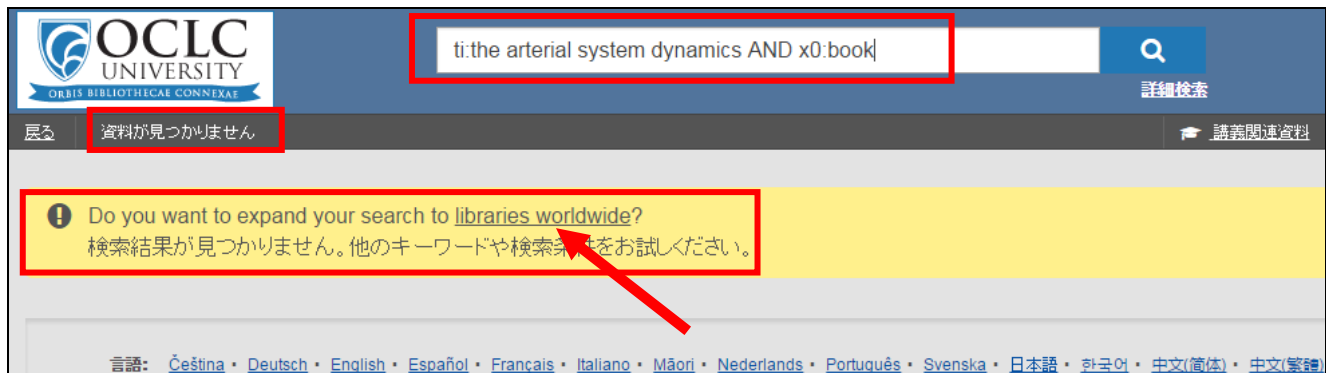 OCLC
UNIVERSITY
ORBIS BIBLIOTHECAE CONNEXAE
ti:the arterial system dynamics AND x0:book
詳細検索
戻る 資料が見つかりません 講義関連資料
Do you want to expand your search to libraries worldwide?
検索結果が見つかりません。他のキーワードや検索条件をお試しください。
言語: Čeština • Deutsch • English • Español • Français • Italiano • Māori • Nederlands • Português • Svenska • 日本語 • 한국어 • 中文(简体) • 中文(繁體)